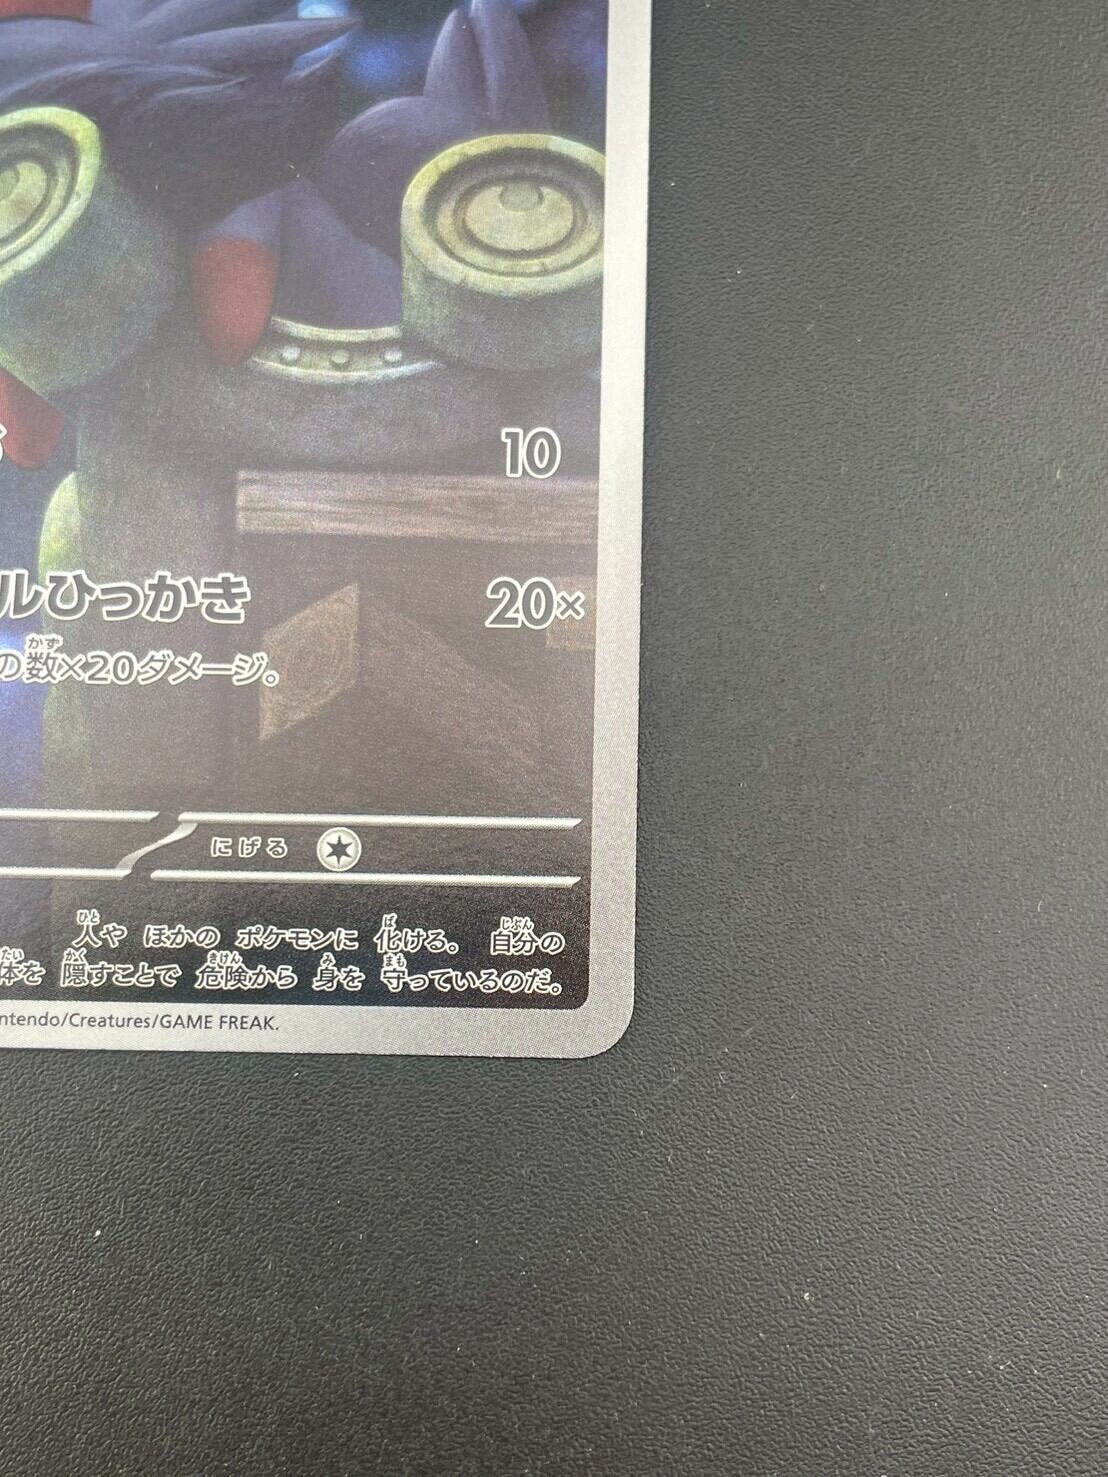 10
ルひっかき 20×
の数×20ダメージ。
にげる
人や ほかの ポケモンに 化ける。 自分の
体を 隠すことで 危険から 身を 守っているのだ。
ntendo/Creatures/GAME FREAK.